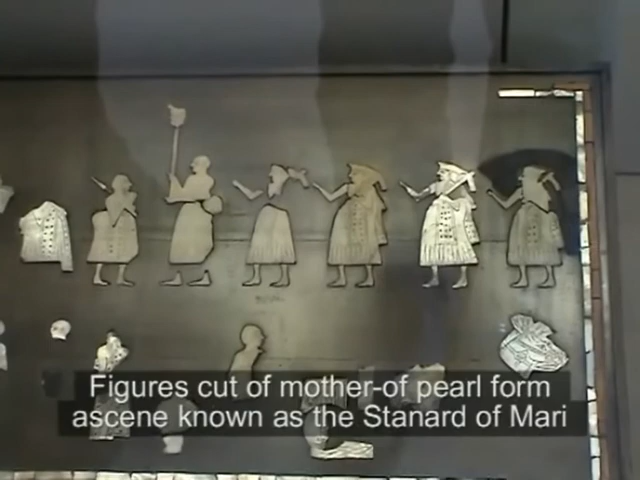 Figures cut of mother-of pearl form
ascene known as the Stanard of Mari